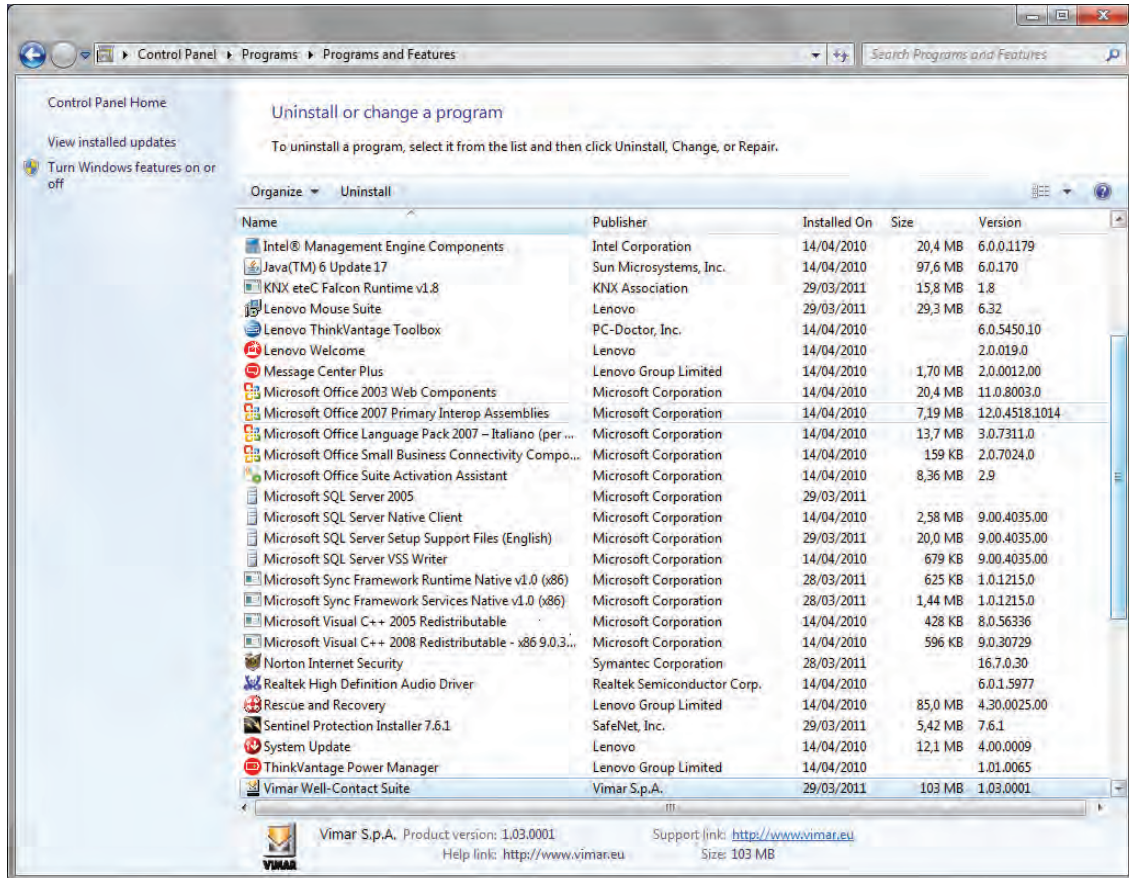 Control Panel ▸ Programs ▸ Programs and Features Search Programs and Features
Control Panel Home
View installed updates
Turn Windows features on or
off
Uninstall or change a program
To uninstall a program, select it from the list and then click Uninstall, Change, or Repair.
Organize Uninstall
Name Publisher Installed On Size Version
Intel® Management Engine Components Intel Corporation 14/04/2010 20,4 MB 6.0.0.1179
Java(TM) 6 Update 17 Sun Microsystems, Inc. 14/04/2010 97,6 MB 6.0.170
KNX eteC Falcon Runtime v1.8 KNX Association 29/03/2011 15,8 MB 1.8
Lenovo Mouse Suite Lenovo 29/03/2011 29,3 MB 6.32
Lenovo ThinkVantage Toolbox PC-Doctor, Inc. 14/04/2010 6.0.5450.10
Lenovo Welcome Lenovo 14/04/2010 2.0.019.0
Message Center Plus Lenovo Group Limited 14/04/2010 1,70 MB 2.0.0012.00
Microsoft Office 2003 Web Components Microsoft Corporation 14/04/2010 20,4 MB 11.0.8003.0
Microsoft Office 2007 Primary Interop Assemblies Microsoft Corporation 14/04/2010 7,19 MB 12.0.4518.1014
Microsoft Office Language Pack 2007 – Italiano (per ... Microsoft Corporation 14/04/2010 13,7 MB 3.0.7311.0
Microsoft Office Small Business Connectivity Compo... Microsoft Corporation 14/04/2010 159 KB 2.0.7024.0
Microsoft Office Suite Activation Assistant Microsoft Corporation 14/04/2010 8,36 MB 2.9
Microsoft SQL Server 2005 Microsoft Corporation 29/03/2011
Microsoft SQL Server Native Client Microsoft Corporation 14/04/2010 2,58 MB 9.00.4035.00
Microsoft SQL Server Setup Support Files (English) Microsoft Corporation 29/03/2011 20,0 MB 9.00.4035.00
Microsoft SQL Server VSS Writer Microsoft Corporation 14/04/2010 679 KB 9.00.4035.00
Microsoft Sync Framework Runtime Native v1.0 (x86) Microsoft Corporation 28/03/2011 625 KB 1.0.1215.0
Microsoft Sync Framework Services Native v1.0 (x86) Microsoft Corporation 28/03/2011 1,44 MB 1.0.1215.0
Microsoft Visual C++ 2005 Redistributable Microsoft Corporation 14/04/2010 428 KB 8.0.56336
Microsoft Visual C++ 2008 Redistributable - x86 9.0.3... Microsoft Corporation 14/04/2010 596 KB 9.0.30729
Norton Internet Security Symantec Corporation 28/03/2011 16.7.0.30
Realtek High Definition Audio Driver Realtek Semiconductor Corp. 14/04/2010 6.0.1.5977
Rescue and Recovery Lenovo Group Limited 14/04/2010 85,0 MB 4.30.0025.00
Sentinel Protection Installer 7.6.1 SafeNet, Inc. 29/03/2011 5,42 MB 7.6.1
System Update Lenovo 14/04/2010 12,1 MB 4.00.0009
ThinkVantage Power Manager Lenovo Group Limited 14/04/2010 1.01.0065
Vimar Well-Contact Suite Vimar S.p.A. 29/03/2011 103 MB 1.03.0001
Vimar S.p.A. Product version: 1.03.0001 Support link: http://www.vimar.eu
Help link: http://www.vimar.eu Size: 103 MB
VIMAR